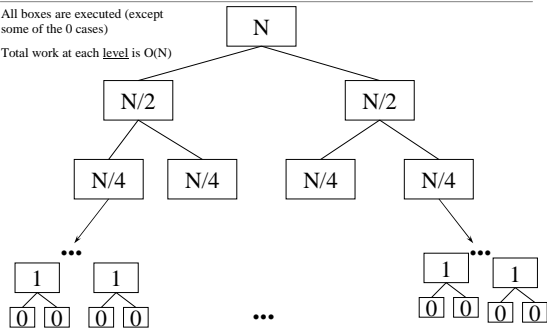 All boxes are executed (except
some of the 0 cases)
Total work at each level is O(N)
N
N/2 N/2
N/4 N/4 N/4 N/4
... ...
1 1 1 1
0 0 0 0 0 0 0 0
...